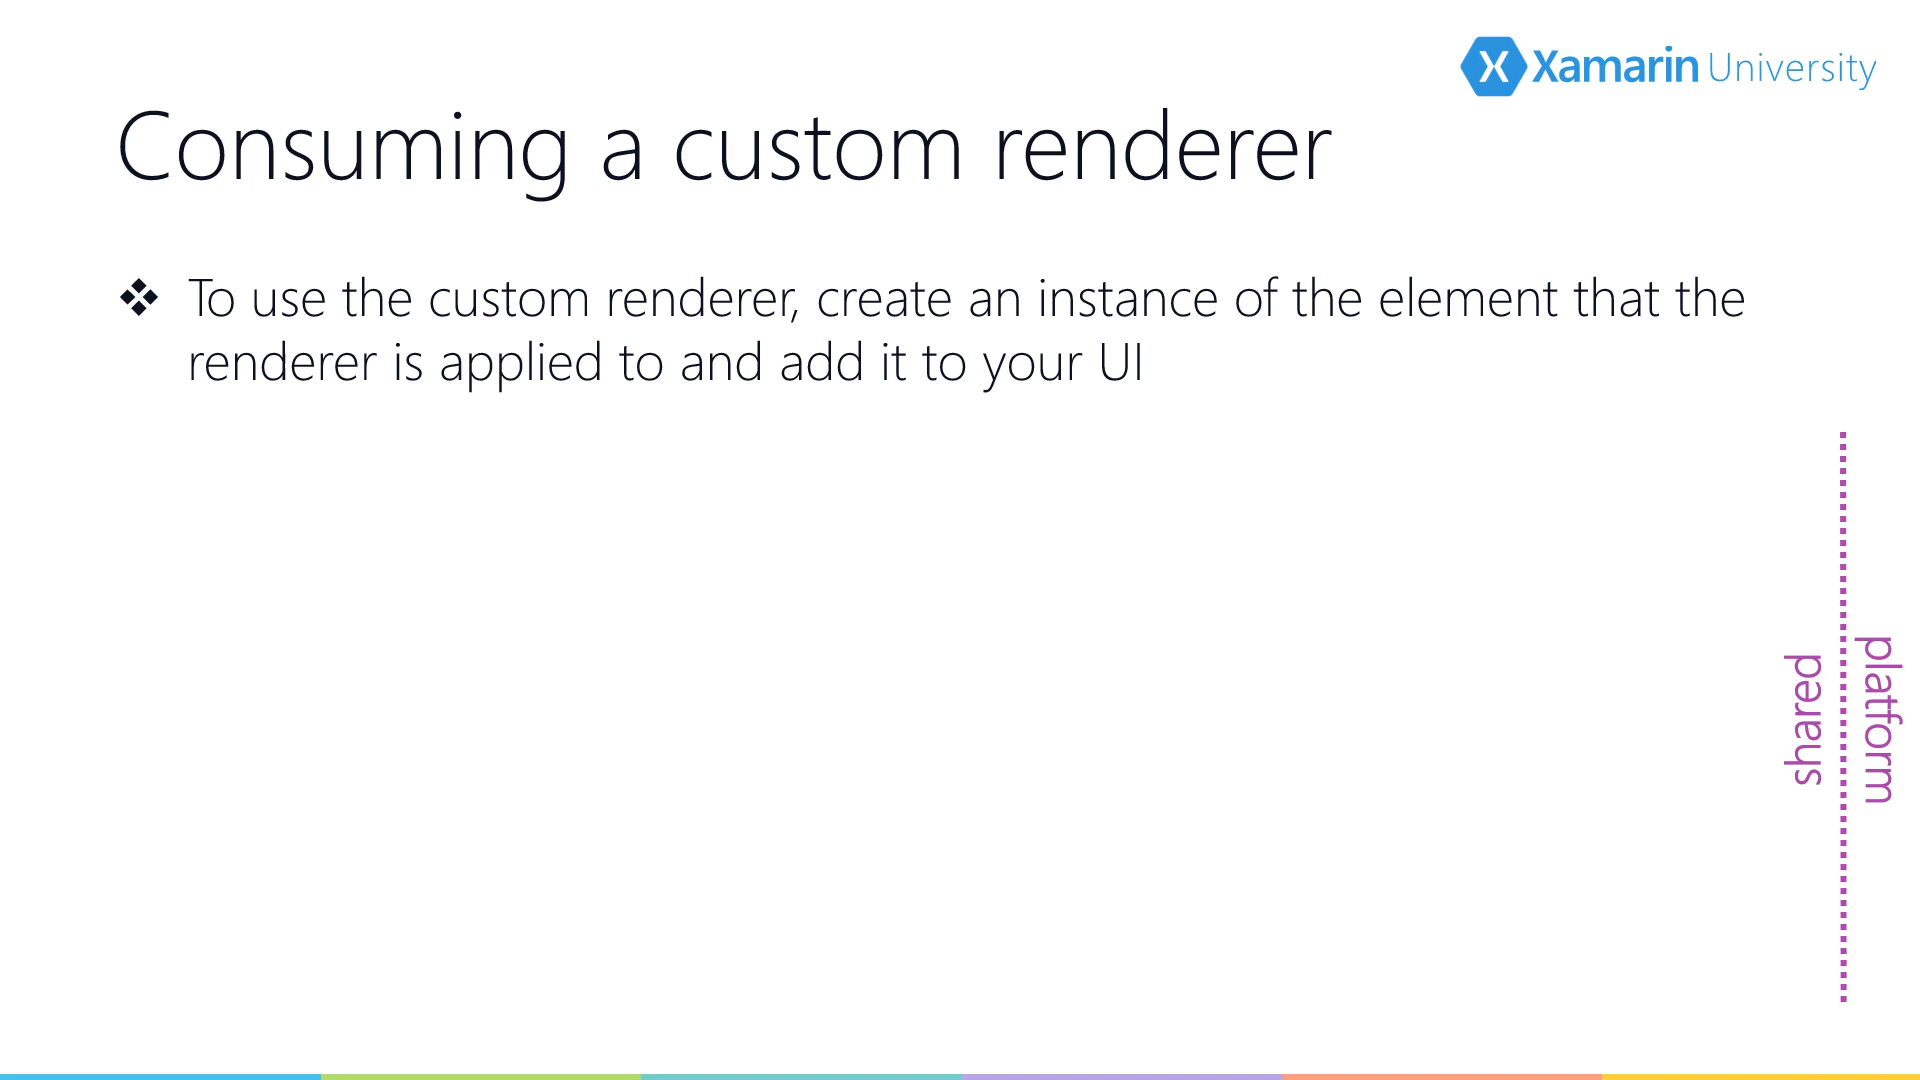 Xamarin University
Consuming a custom renderer
❖ To use the custom renderer, create an instance of the element that the
renderer is applied to and add it to your UI
shared
platform